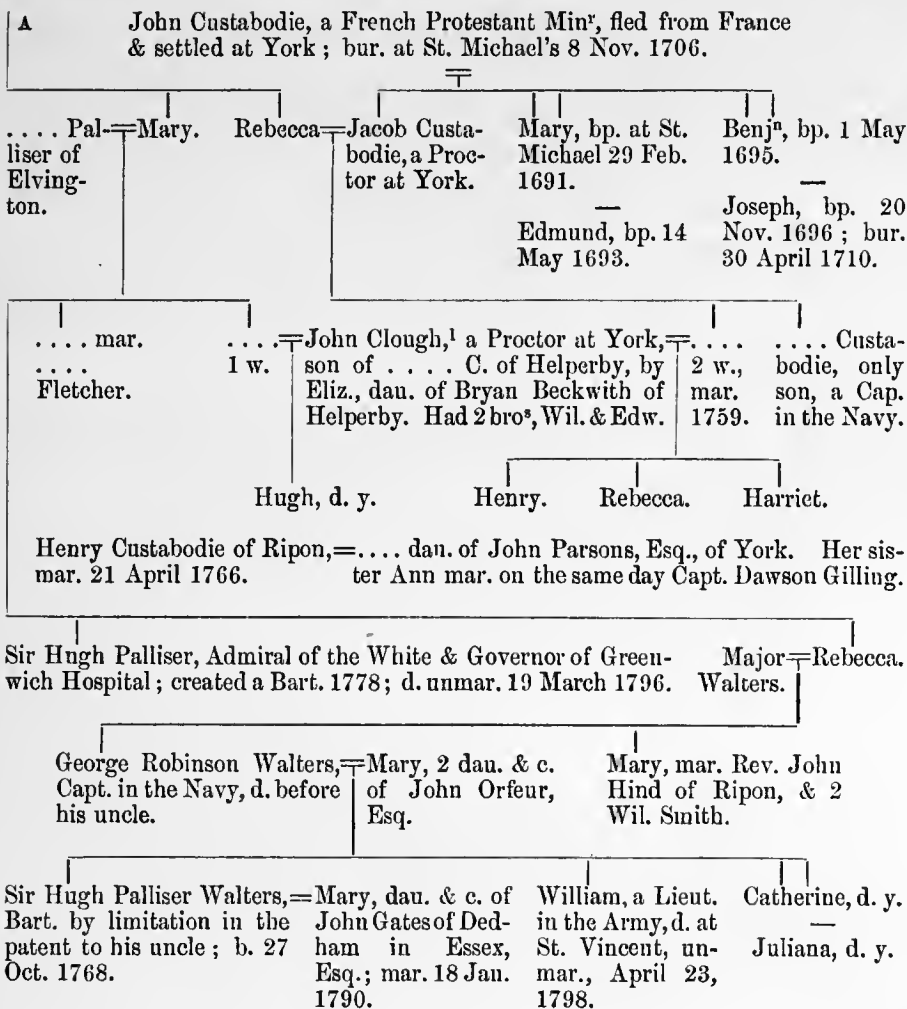 A
John Custabodie, a French Protestant Minʳ, fled from France
& settled at York ; bur. at St. Michael's 8 Nov. 1706.
. . . . Pal-
liser of
Elving-
ton.
Mary.
Rebecca
Jacob Custa-
bodie, a Proc-
tor at York.
Mary, bp. at St.
Michael 29 Feb.
1691.
—
Edmund, bp. 14
May 1693.
Benjⁿ, bp. 1 May
1695.
—
Joseph, bp. 20
Nov. 1696 ; bur.
30 April 1710.
. . . . mar.
. . . .
Fletcher.
. . . .
1 w.
John Clough,¹ a Proctor at York,
son of . . . . C. of Helperby, by
Eliz., dau. of Bryan Beckwith of
Helperby. Had 2 broˢ, Wil. & Edw.
. . . .
2 w.,
mar.
1759.
. . . . Custa-
bodie, only
son, a Cap.
in the Navy.
Hugh, d. y.
Henry.
Rebecca.
Harriet.
Henry Custabodie of Ripon,=. . . . dau. of John Parsons, Esq., of York. Her sis-
mar. 21 April 1766. ter Ann mar. on the same day Capt. Dawson Gilling.
Sir Hugh Palliser, Admiral of the White & Governor of Green-
wich Hospital ; created a Bart. 1778 ; d. unmar. 19 March 1796.
Major
Walters.
Rebecca.
George Robinson Walters,
Capt. in the Navy, d. before
his uncle.
Mary, 2 dau. & c.
of John Orfeur,
Esq.
Mary, mar. Rev. John
Hind of Ripon, & 2
Wil. Smith.
Sir Hugh Palliser Walters,=
Bart. by limitation in the
patent to his uncle ; b. 27
Oct. 1768.
Mary, dau. & c. of
John Gates of Ded-
ham in Essex,
Esq.; mar. 18 Jan.
1790.
William, a Lieut.
in the Army, d. at
St. Vincent, un-
mar., April 23,
1798.
Catherine, d. y.
—
Juliana, d. y.